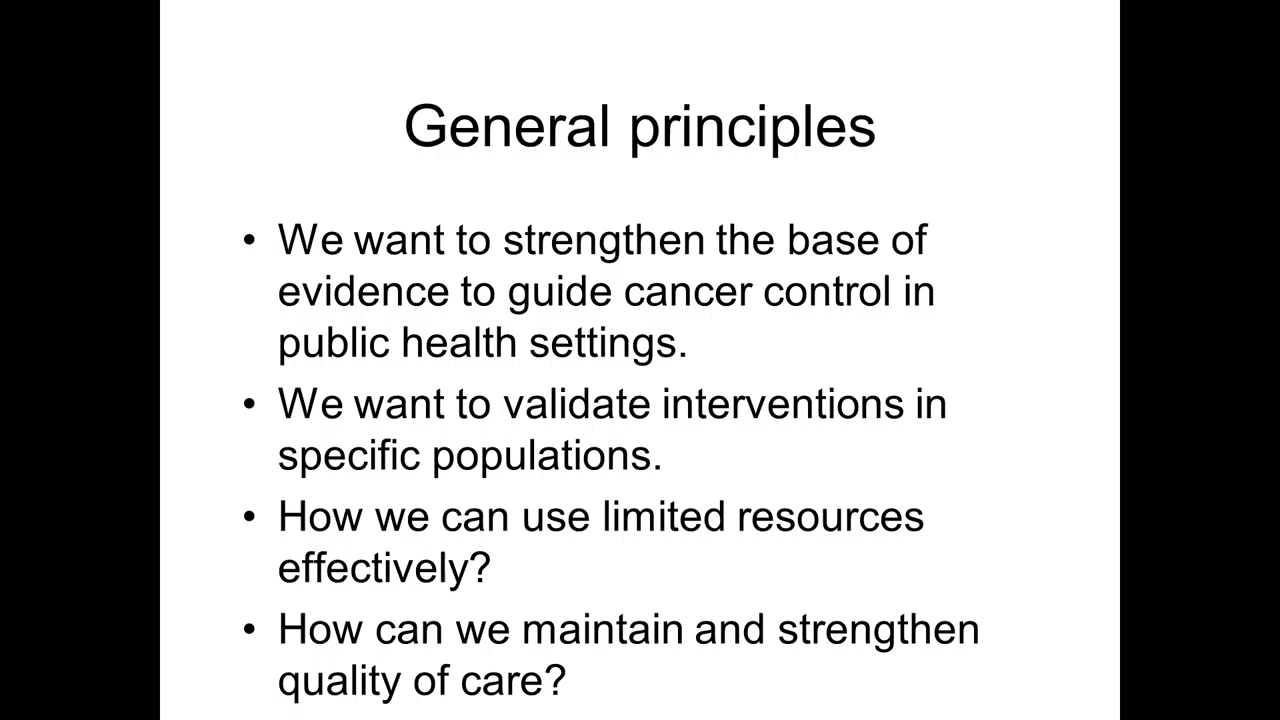 General principles
• We want to strengthen the base of
evidence to guide cancer control in
public health settings.
• We want to validate interventions in
specific populations.
• How we can use limited resources
effectively?
• How can we maintain and strengthen
quality of care?